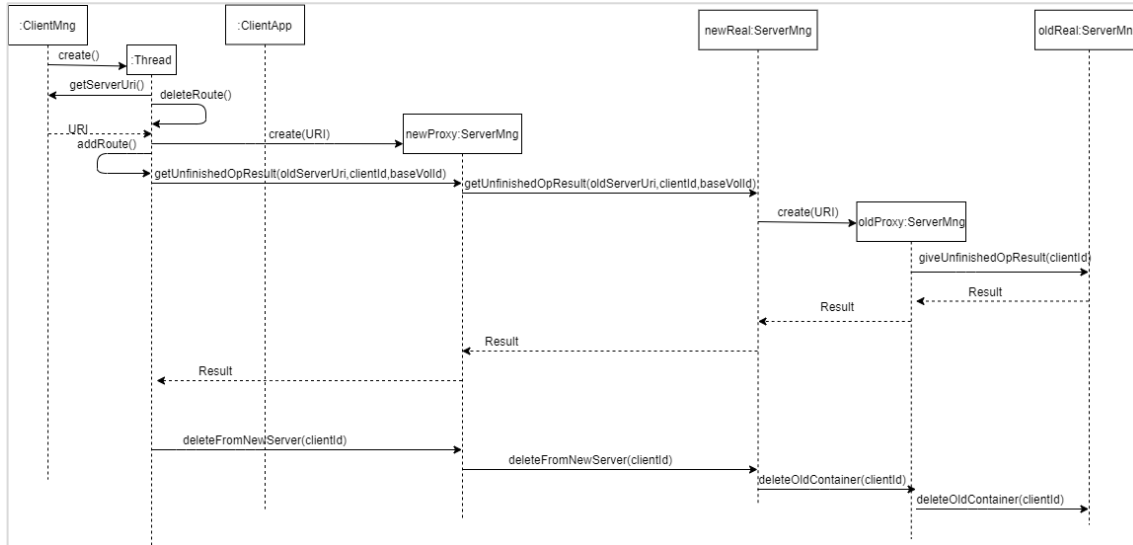 :ClientMng
:ClientApp
newReal:ServerMng
oldReal:ServerMn
create()
:Thread
getServerUri()
deleteRoute()
URI
addRoute()
create(URI)
newProxy:ServerMng
getUnfinishedOpResult(oldServerUri,clientId,baseVolId)
getUnfinishedOpResult(oldServerUri,clientId,baseVolId)
create(URI)
oldProxy:ServerMng
giveUnfinishedOpResult(clientId)
Result
Result
Result
Result
deleteFromNewServer(clientId)
deleteFromNewServer(clientId)
deleteOldContainer(clientId)
deleteOldContainer(clientId)